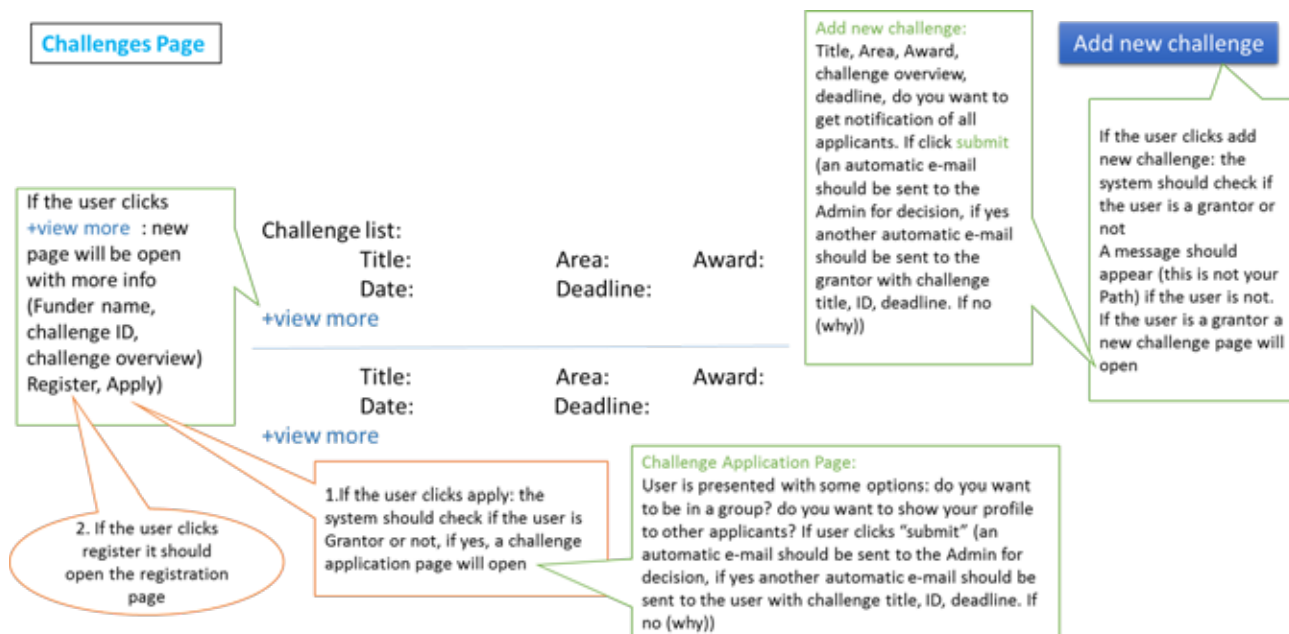 Challenges Page
Add new challenge:
Title, Area, Award,
challenge overview,
deadline, do you want to
get notification of all
applicants. If click submit
(an automatic e-mail
should be sent to the
Admin for decision, if yes
another automatic e-mail
should be sent to the
grantor with challenge
title, ID, deadline. If no
(why))
Add new challenge
If the user clicks add
new challenge: the
system should check if
the user is a grantor or
not
A message should
appear (this is not your
Path) if the user is not.
If the user is a grantor a
new challenge page will
open
If the user clicks
+view more : new
page will be open
with more info
(Funder name,
challenge ID,
challenge overview)
Register, Apply)
Challenge list:
Title: Area: Award:
Date: Deadline:
+view more
Title: Area: Award:
Date: Deadline:
+view more
2. If the user clicks
register it should
open the registration
page
1.If the user clicks apply: the
system should check if the user is
Grantor or not, if yes, a challenge
application page will open
Challenge Application Page:
User is presented with some options: do you want
to be in a group? do you want to show your profile
to other applicants? If user clicks “submit” (an
automatic e-mail should be sent to the Admin for
decision, if yes another automatic e-mail should be
sent to the user with challenge title, ID, deadline. If
no (why))